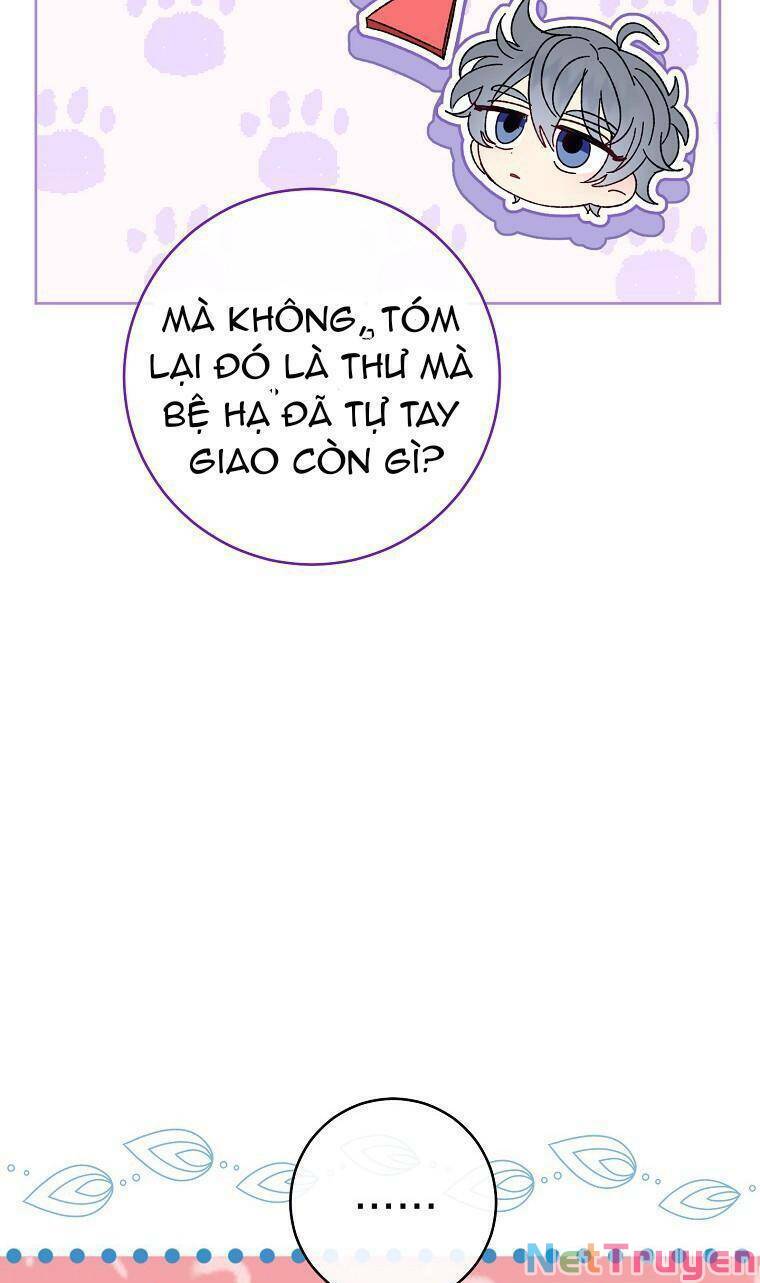 MÀ KHÔNG, TÓM
LẠI ĐÓ LÀ THƯ MÀ
BỆ HẠ ĐÃ TỰ TAY
GIAO CÒN GÌ?
......
NetTruyen